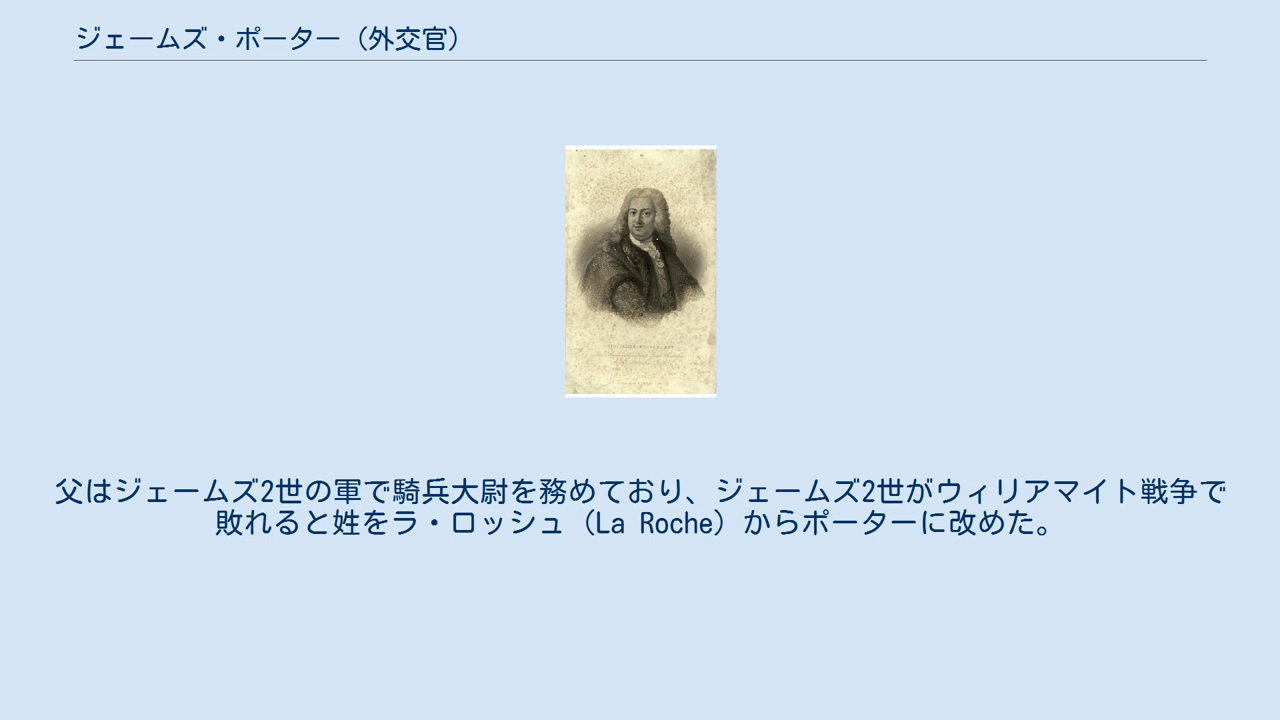 ジェームズ・ポーター（外交官）
父はジェームズ2世の軍で騎兵大尉を務めており、ジェームズ2世がウィリアマイト戦争で
敗れると姓をラ・ロッシュ（La Roche）からポーターに改めた。